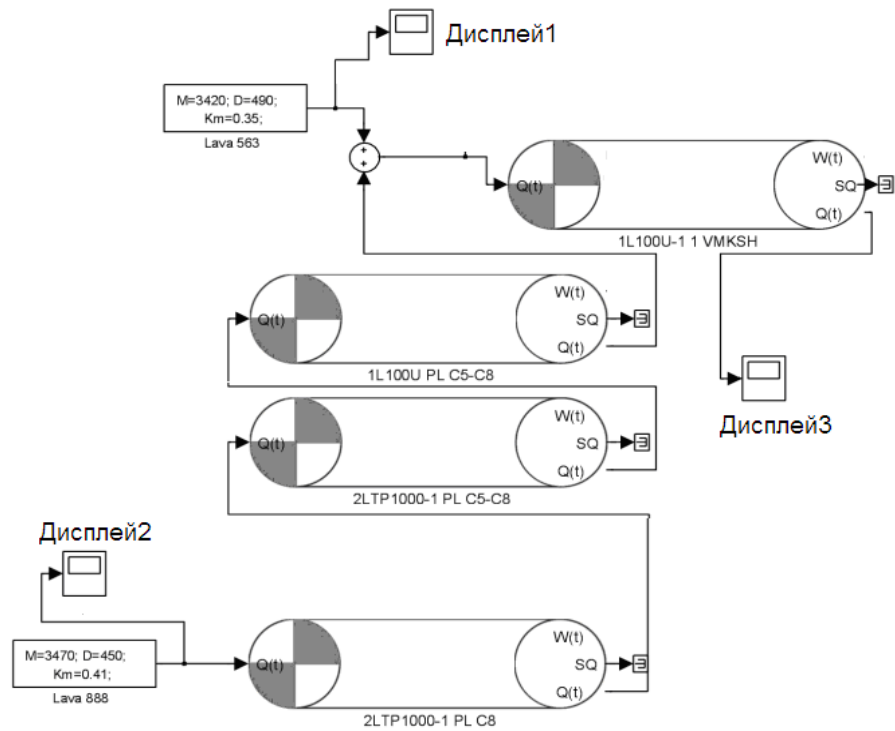 Дисплей1
M=3420; D=490;
Km=0.35;
Lava 563
+
+
Q(t)
W(t)
SQ
Q(t)
1L100U-1 1 VMKSH
Q(t)
W(t)
SQ
Q(t)
1L100U PL C5-C8
Дисплей3
Q(t)
W(t)
SQ
Q(t)
2LTP1000-1 PL C5-C8
Дисплей2
M=3470; D=450;
Km=0.41;
Lava 888
Q(t)
W(t)
SQ
Q(t)
2LTP1000-1 PL C8